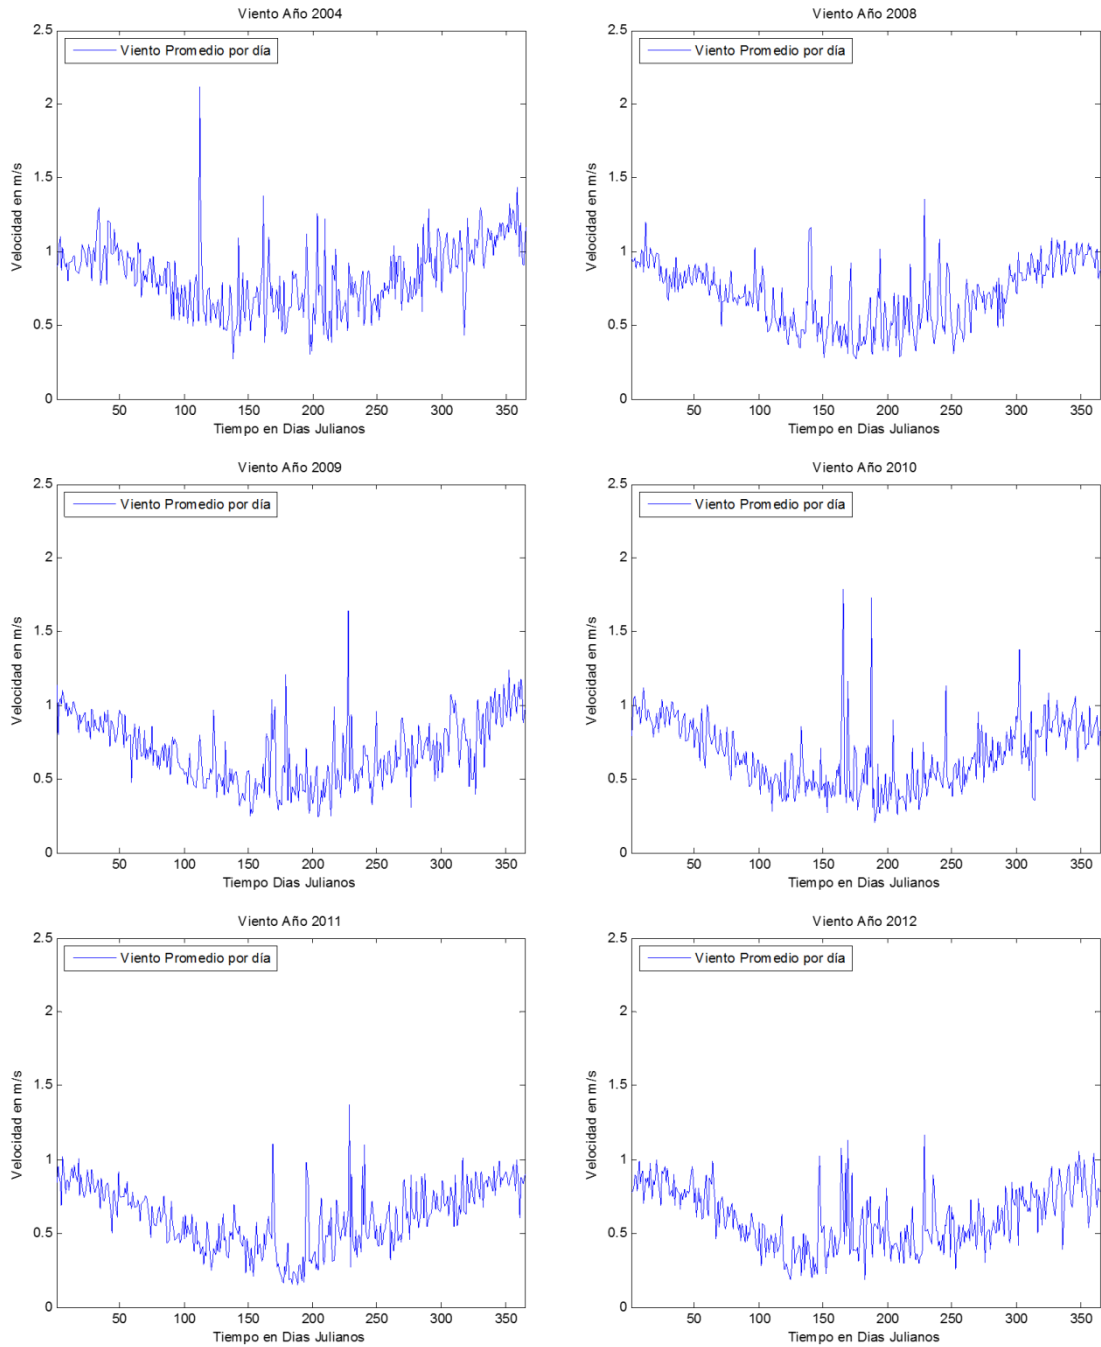 Viento Año 2004
2.5
Viento Promedio por día
2
1.5
1
0.5
0
Velocidad en m/s
50 100 150 200 250 300 350
Tiempo en Dias Julianos
Viento Año 2008
2.5
Viento Promedio por día
2
1.5
1
0.5
0
Velocidad en m/s
50 100 150 200 250 300 350
Tiempo en Dias Julianos
Viento Año 2009
2.5
Viento Promedio por día
2
1.5
1
0.5
0
Velocidad en m/s
50 100 150 200 250 300 350
Tiempo Dias Julianos
Viento Año 2010
2.5
Viento Promedio por día
2
1.5
1
0.5
0
Velocidad en m/s
50 100 150 200 250 300 350
Tiempo en Dias Julianos
Viento Año 2011
2.5
Viento Promedio por día
2
1.5
1
0.5
0
Velocidad en m/s
50 100 150 200 250 300 350
Tiempo en Dias Julianos
Viento Año 2012
2.5
Viento Promedio por día
2
1.5
1
0.5
0
Velocidad en m/s
50 100 150 200 250 300 350
Tiempo en Dias Julianos